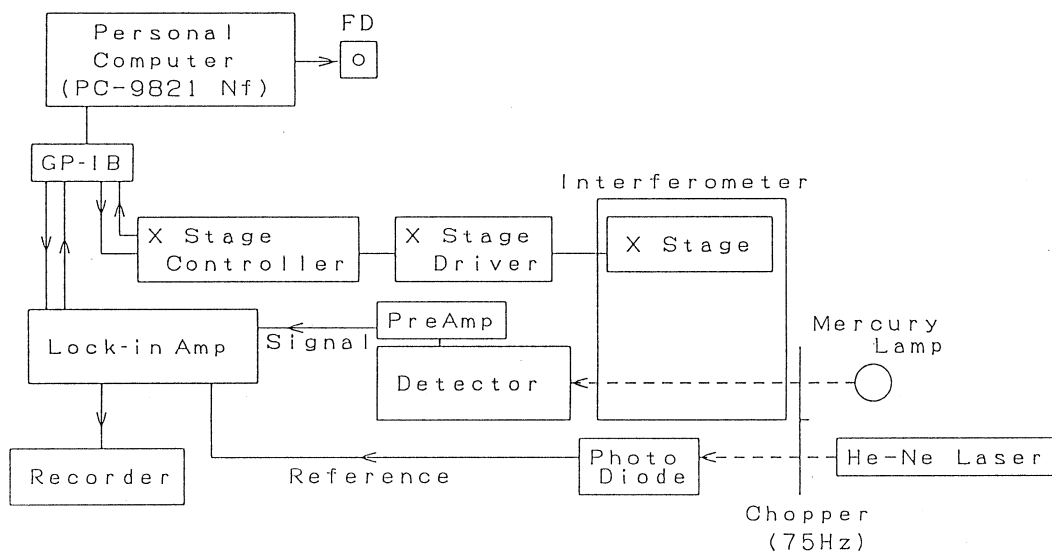 FD
Personal
Computer
(PC-9821 Nf)
GP-IB
Interferometer
X Stage
Controller
X Stage
Driver
X Stage
PreAmp
Signal
Lock-in Amp
Detector
Mercury
Lamp
Recorder
Reference
Photo
Diode
He-Ne Laser
Chopper
(75Hz)